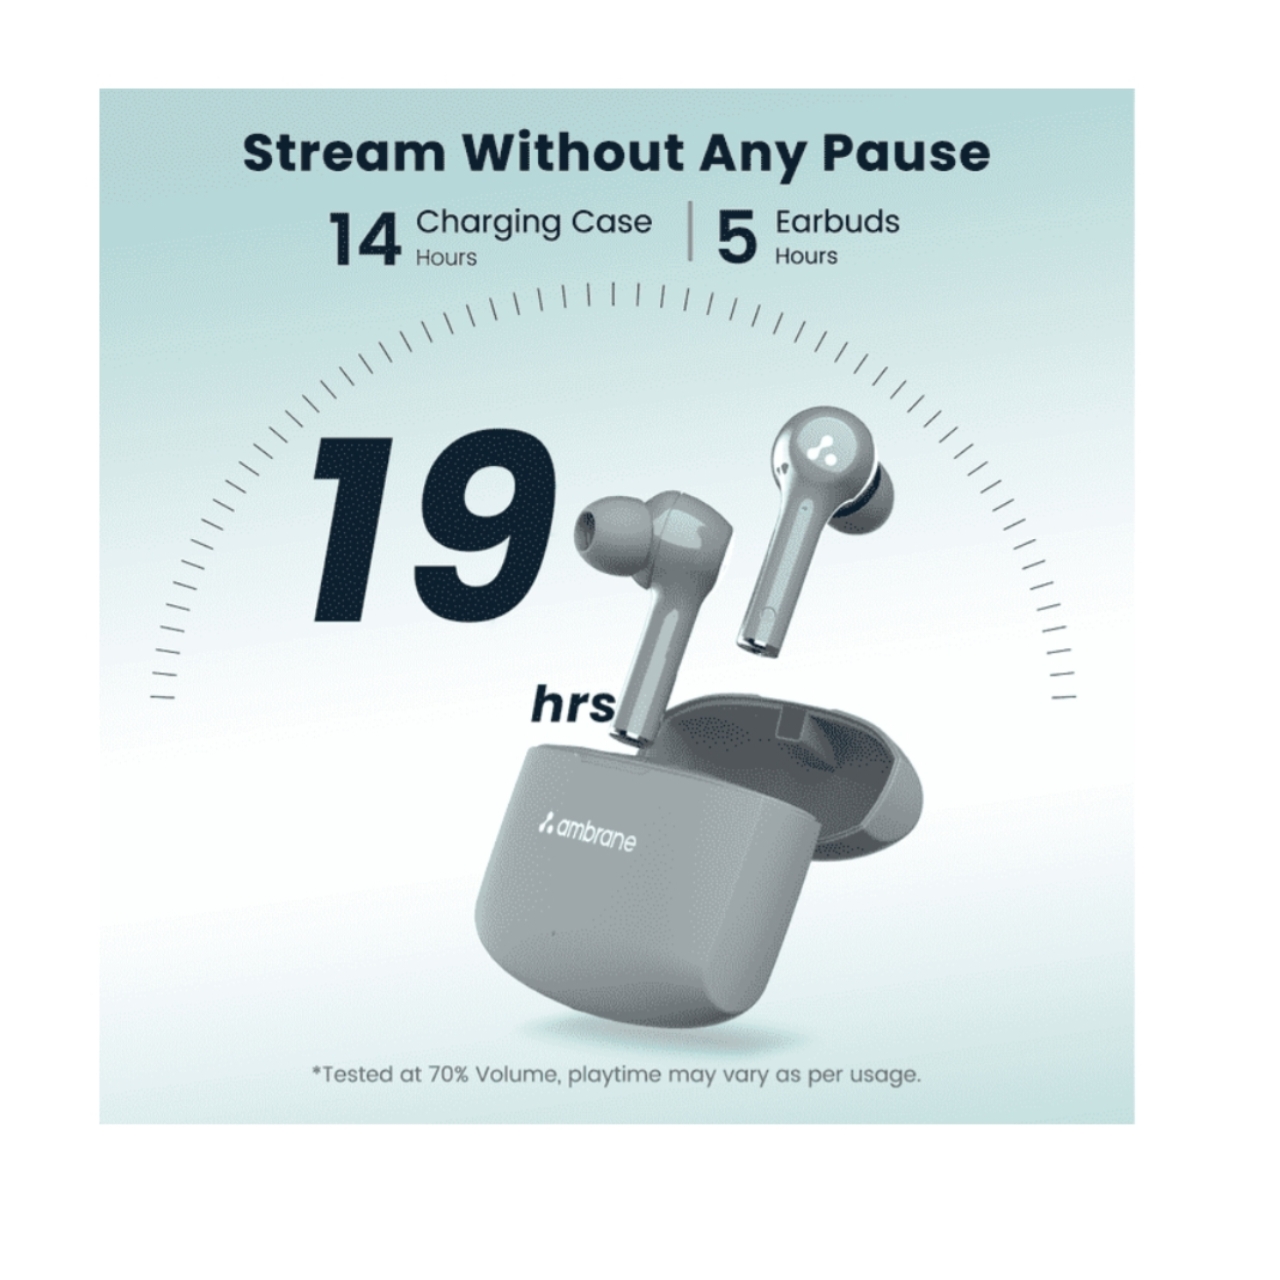 Stream Without Any Pause
14 Charging Case Hours | 5 Earbuds Hours
19
hrs
ambrane
*Tested at 70% Volume, playtime may vary as per usage.